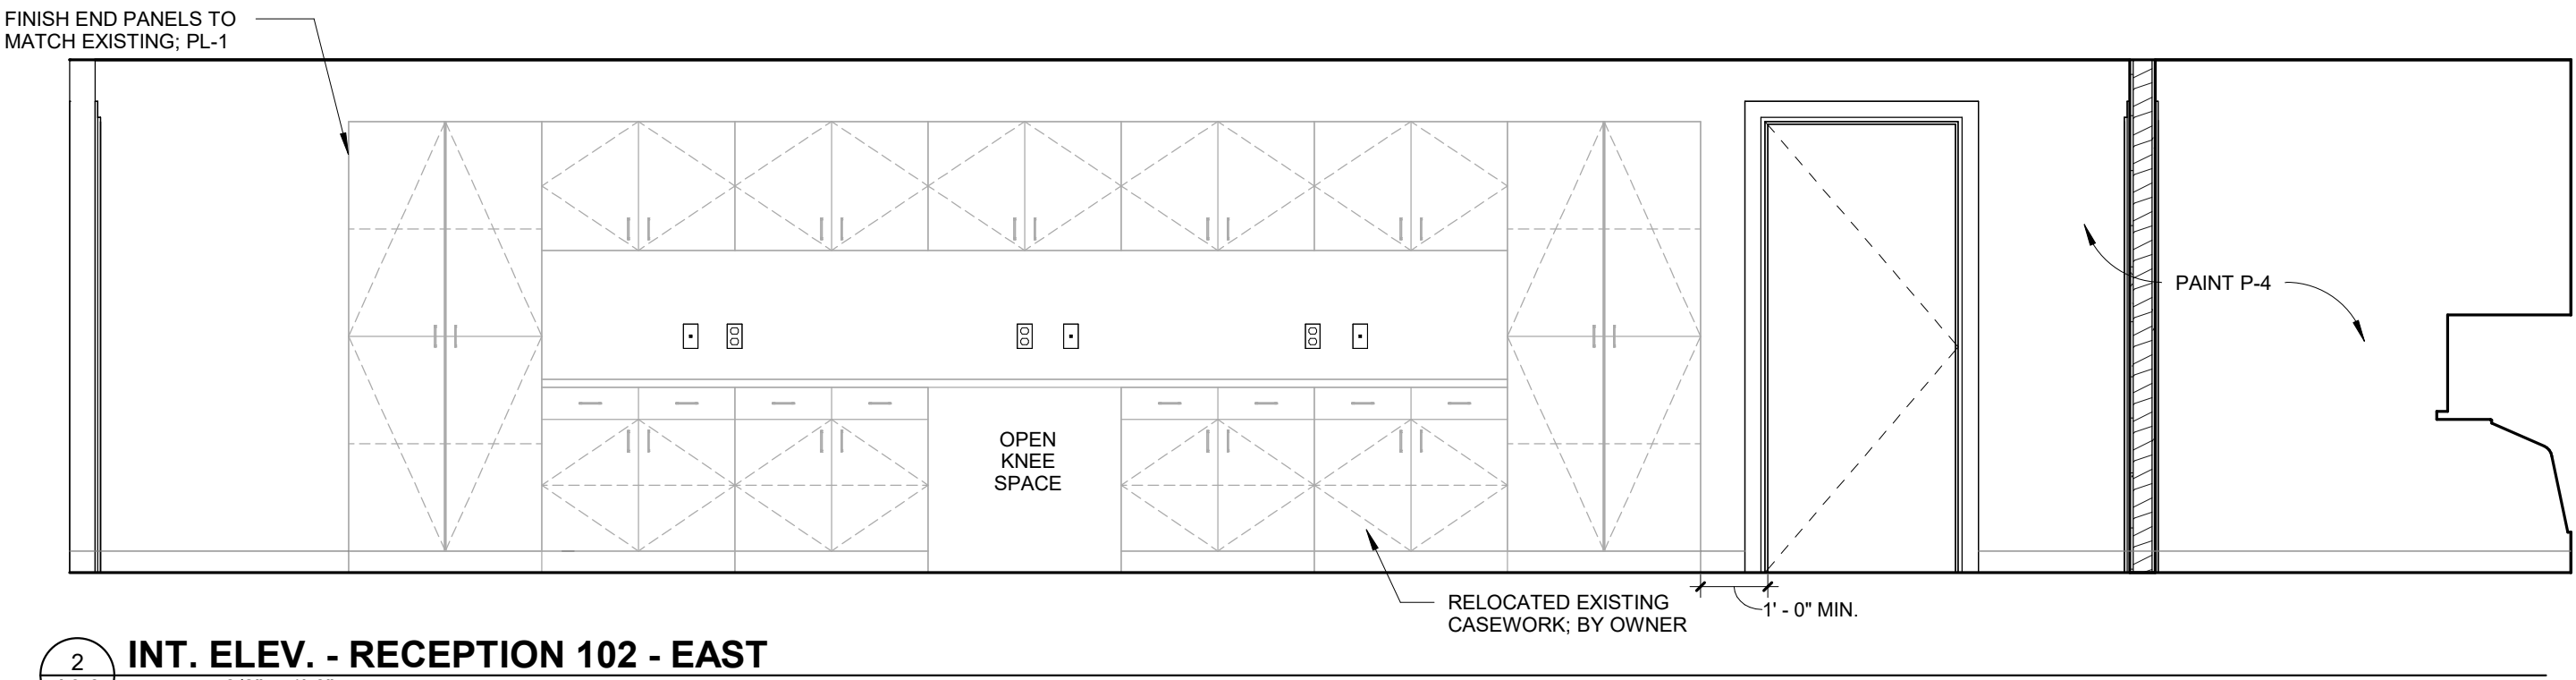 FINISH END PANELS TO
MATCH EXISTING; PL-1
PAINT P-4
OPEN
KNEE
SPACE
RELOCATED EXISTING
CASEWORK; BY OWNER
1' - 0" MIN.
2
INT. ELEV. - RECEPTION 102 - EAST